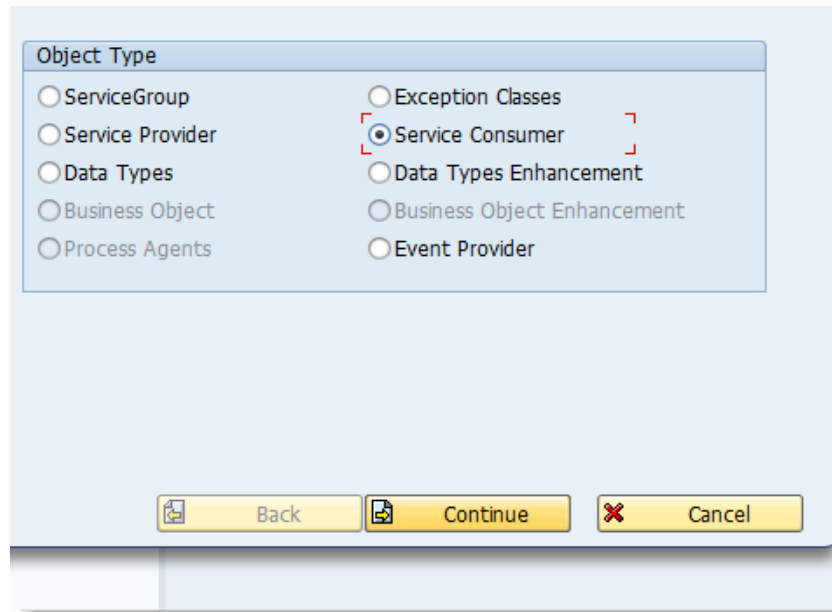 Object Type
ServiceGroup
Exception Classes
Service Provider
Service Consumer
Data Types
Data Types Enhancement
Business Object
Business Object Enhancement
Process Agents
Event Provider
Back
Continue
Cancel